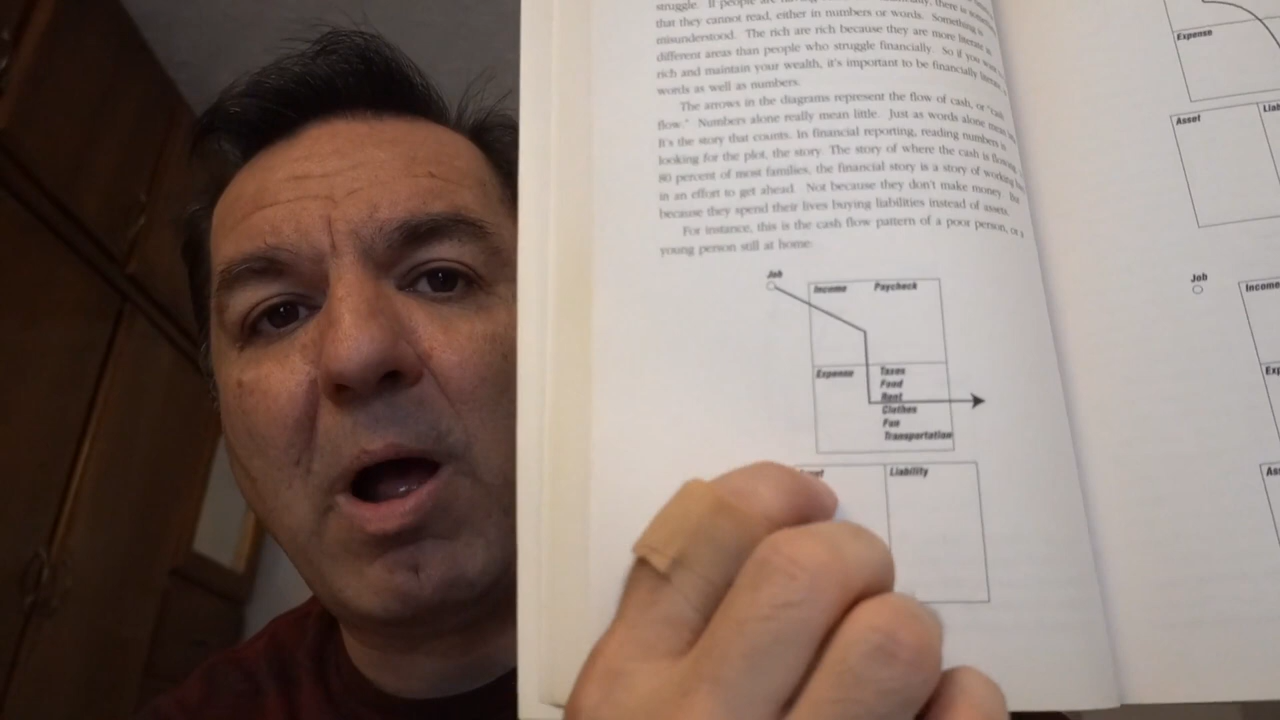 struggle. If people are
that they cannot read, either in numbers or words. Something is
misunderstood. The rich are rich because they are more literate in
different areas than people who struggle financially. So if you
rich and maintain your wealth, it's important to be financially literate,
words as well as numbers.
The arrows in the diagrams represent the flow of cash, or "cash
flow." Numbers alone really mean little. Just as words alone mean
It's the story that counts. In financial reporting, reading numbers is
looking for the plot, the story. The story of where the cash is flowing.
80 percent of most families, the financial story is a story of working
in an effort to get ahead. Not because they don't make money. But
because they spend their lives buying liabilities instead of assets.
For instance, this is the cash flow pattern of a poor person, or a
young person still at home:
Job
Income Paycheck
Expense Taxes
Food
Rent
Clothes
Fun
Transportation
Liability
Expense
Asset
Job
Income